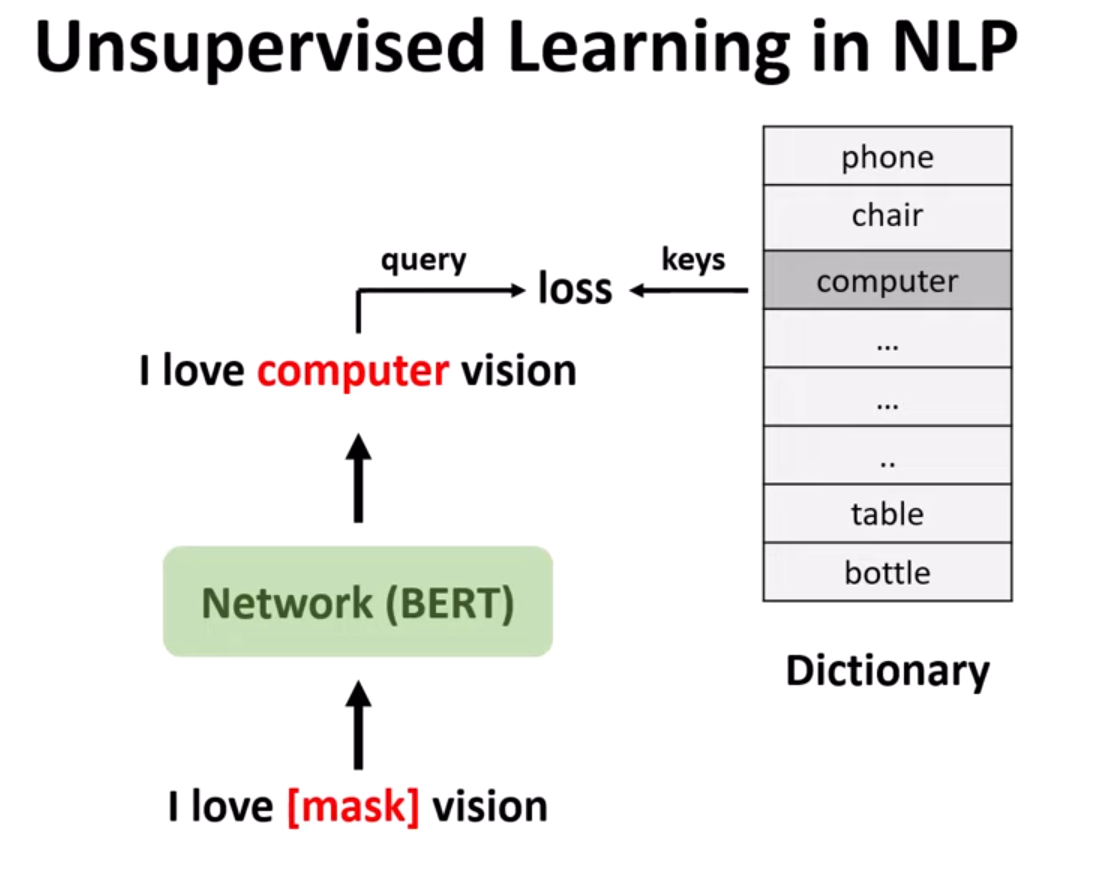 Unsupervised Learning in NLP
phone
chair
query
loss
keys
computer
...
I love computer vision
...
..
table
bottle
Network (BERT)
Dictionary
I love [mask] vision